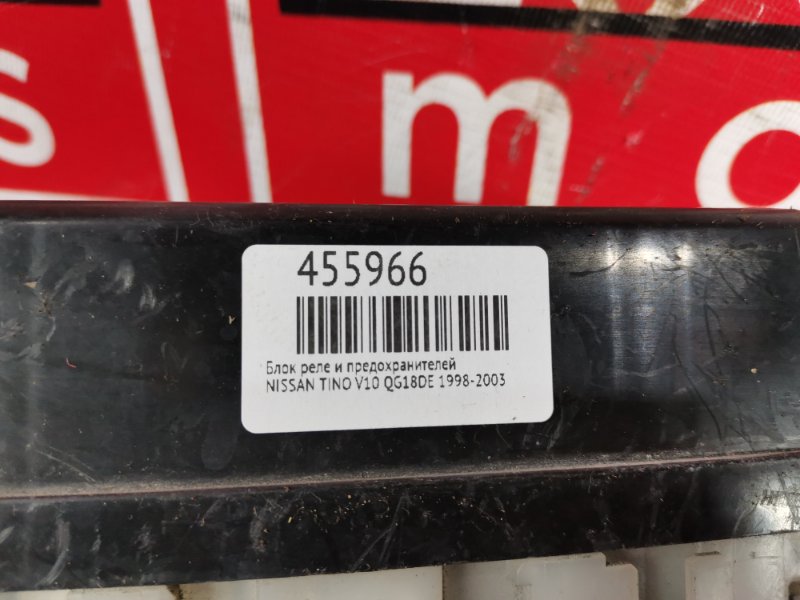 s m
455966
Блок реле и предохранителей
NISSAN TINO V10 QG18DE 1998-2003